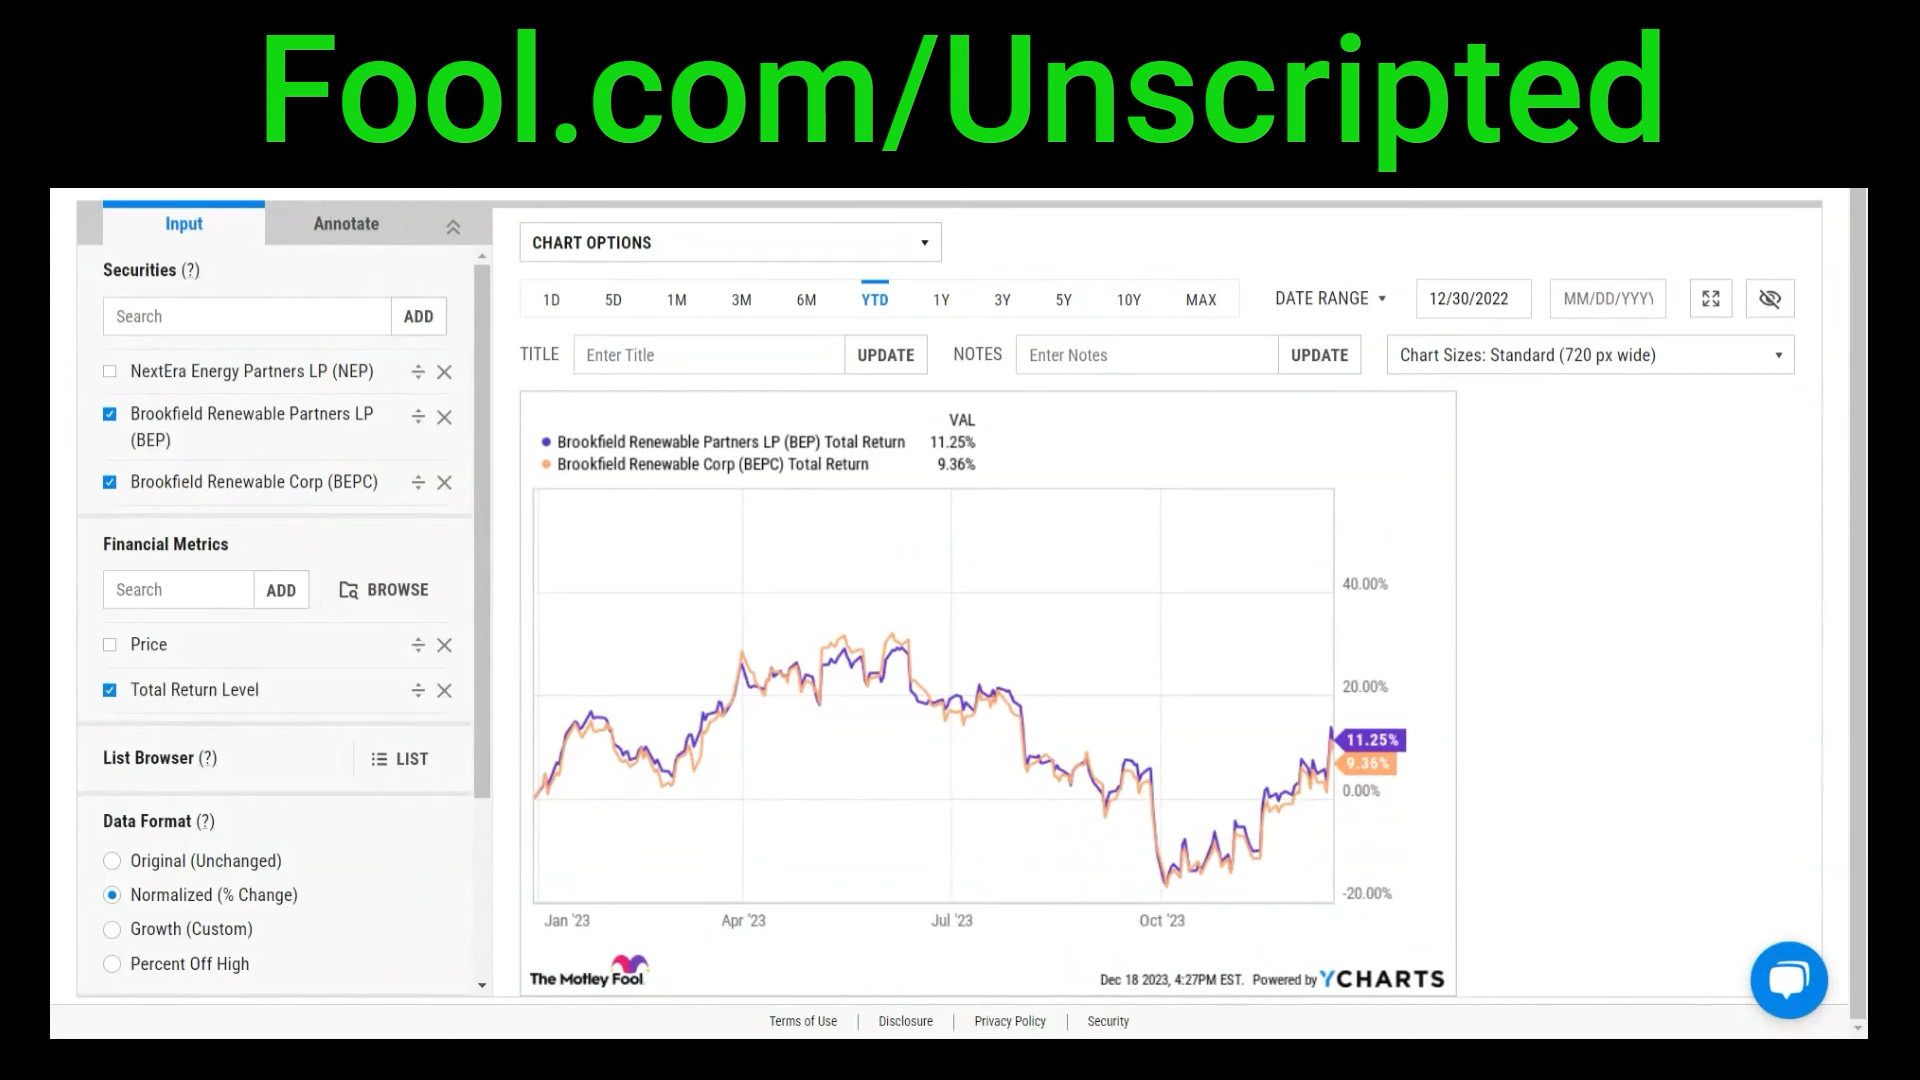 Fool.com/Unscripted
Input
Annotate
Securities (?)
Search
ADD
NextEra Energy Partners LP (NEP)
Brookfield Renewable Partners LP
(BEP)
Brookfield Renewable Corp (BEPC)
Financial Metrics
Search
ADD
BROWSE
Price
Total Return Level
List Browser (?)
LIST
Data Format (?)
Original (Unchanged)
Normalized (% Change)
Growth (Custom)
Percent Off High
CHART OPTIONS
1D 5D 1M 3M 6M YTD 1Y 3Y 5Y 10Y MAX
DATE RANGE
12/30/2022
MM/DD/YYYY
TITLE
Enter Title
UPDATE
NOTES
Enter Notes
UPDATE
Chart Sizes: Standard (720 px wide)
VAL
Brookfield Renewable Partners LP (BEP) Total Return 11.25%
Brookfield Renewable Corp (BEPC) Total Return 9.36%
40.00%
20.00%
11.25%
9.36%
0.00%
-20.00%
Jan '23 Apr '23 Jul '23 Oct '23
The Motley Fool
Dec 18 2023, 4:27PM EST. Powered by YCHARTS
Terms of Use | Disclosure | Privacy Policy | Security